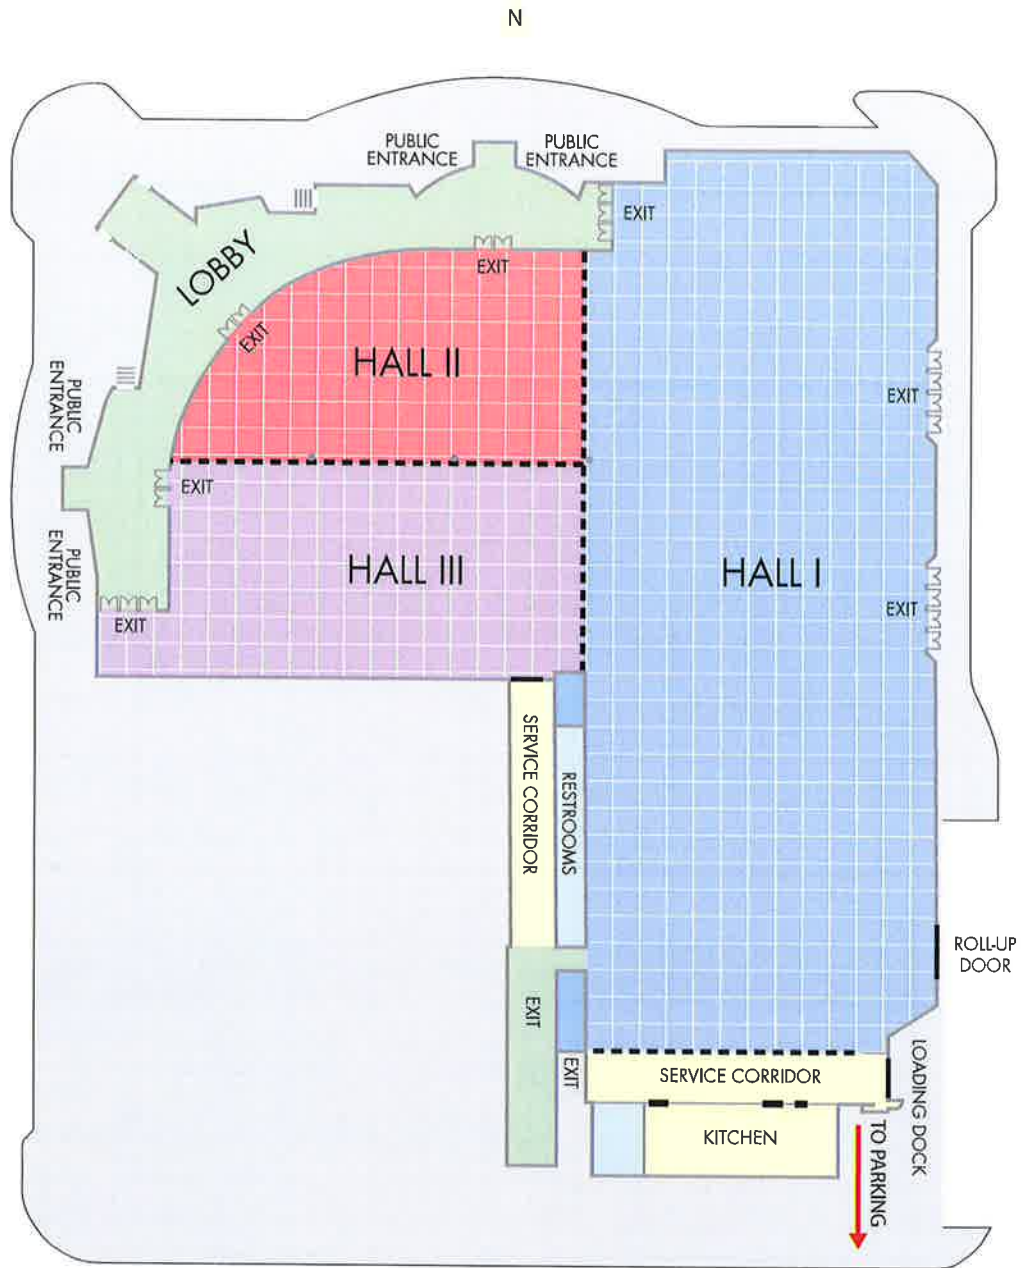 N
PUBLIC
ENTRANCE
PUBLIC
ENTRANCE
EXIT
LOBBY
EXIT
EXIT
HALL II
PUBLIC
ENTRANCE
EXIT
EXIT
HALL III
HALL I
PUBLIC
ENTRANCE
EXIT
EXIT
SERVICE CORRIDOR
RESTROOMS
ROLL-UP
DOOR
EXIT
EXIT
SERVICE CORRIDOR
LOADING DOCK
KITCHEN
TO PARKING